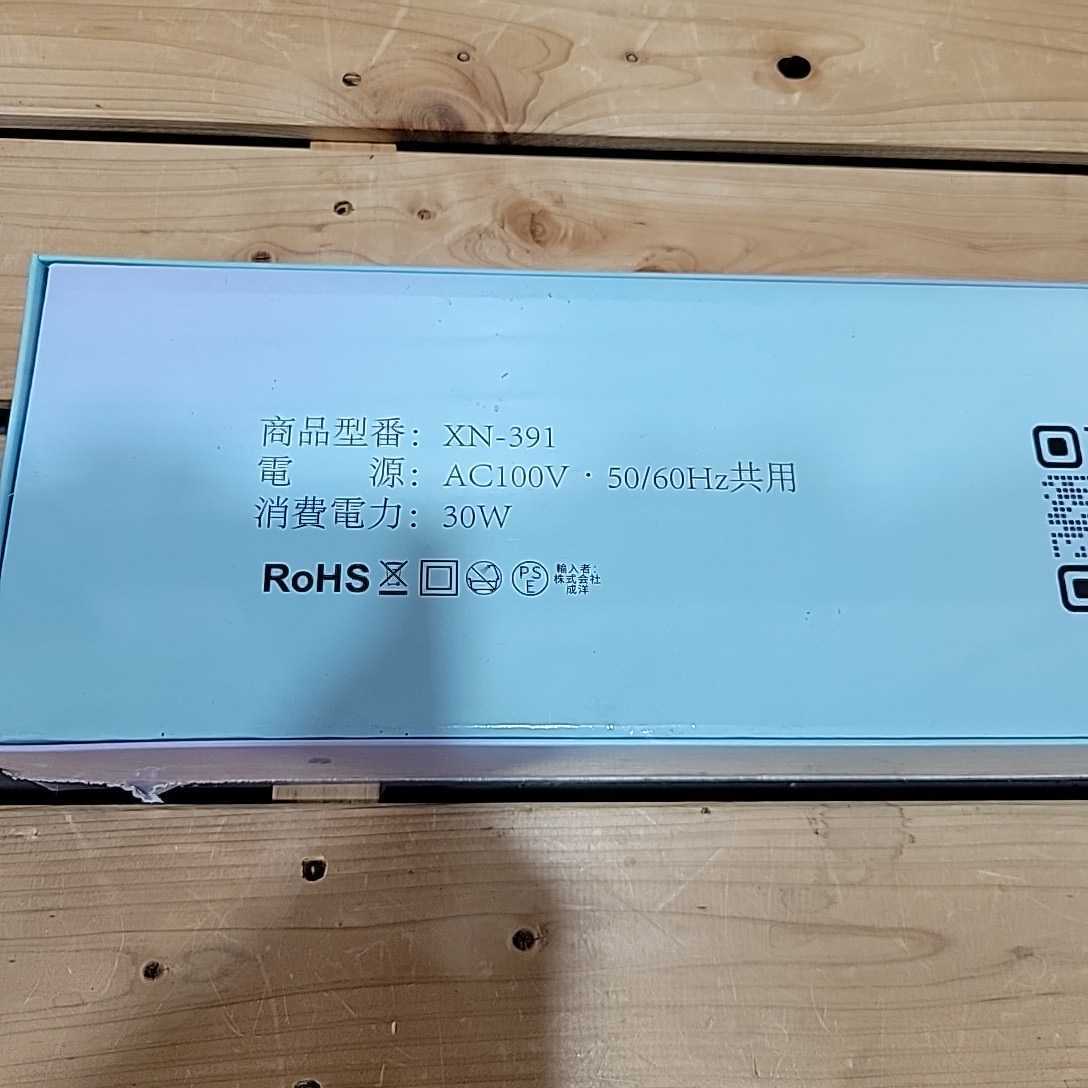 商品型番: XN-391
電　　源: AC100V・50/60Hz共用
消費電力: 30W
RoHS PSE 輸入者:
株式会社
成洋